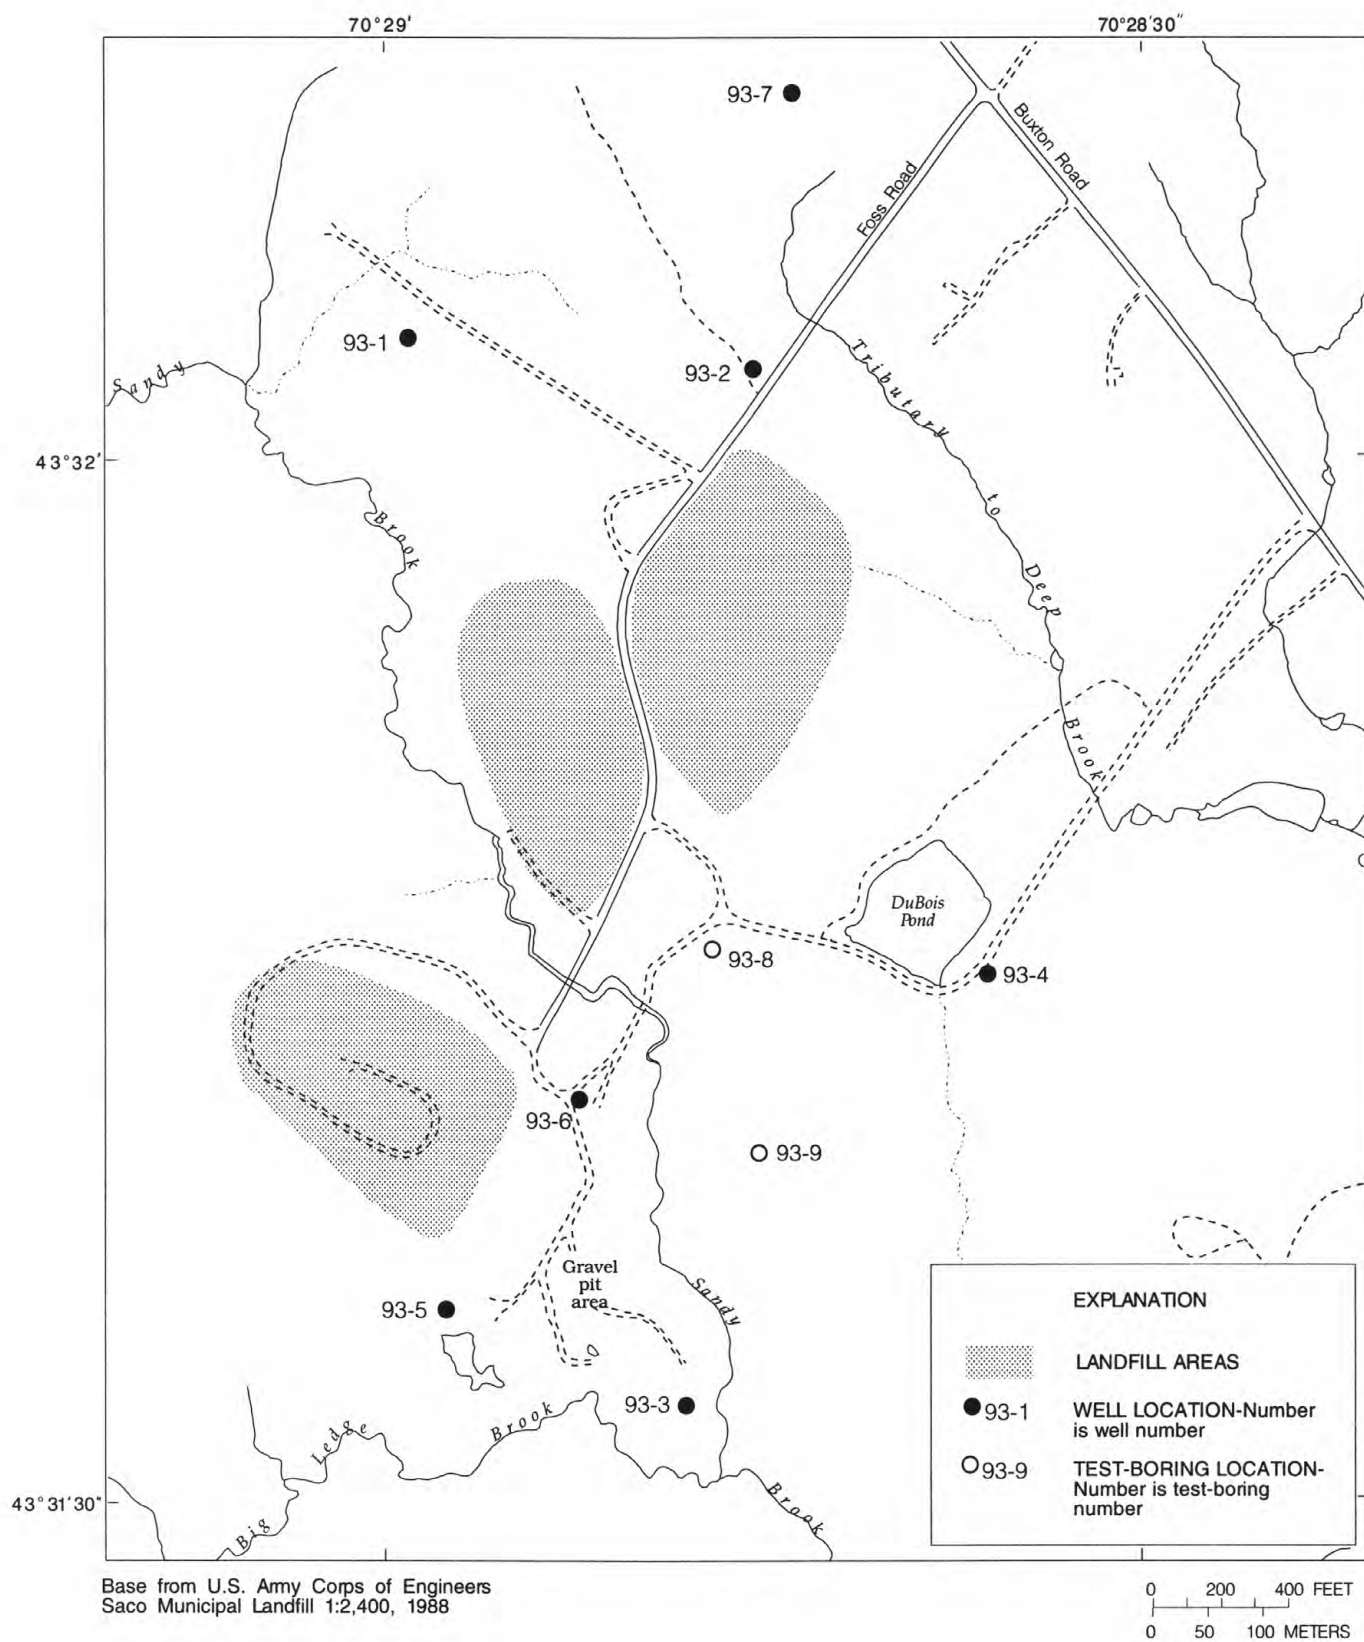 70°29'
70°28'30"
93-7
Buxton Road
Foss Road
93-1
93-2
Sandy
Tributary
43°32'
Brook
to
Deep
Brook
DuBois
Pond
93-8
93-4
93-6
93-9
Gravel
pit
area
Sandy
93-5
93-3
Ledge
Brook
Brook
Big
43°31'30"
EXPLANATION
LANDFILL AREAS
93-1 WELL LOCATION-Number
is well number
93-9 TEST-BORING LOCATION-
Number is test-boring
number
Base from U.S. Army Corps of Engineers
Saco Municipal Landfill 1:2,400, 1988
0 200 400 FEET
0 50 100 METERS